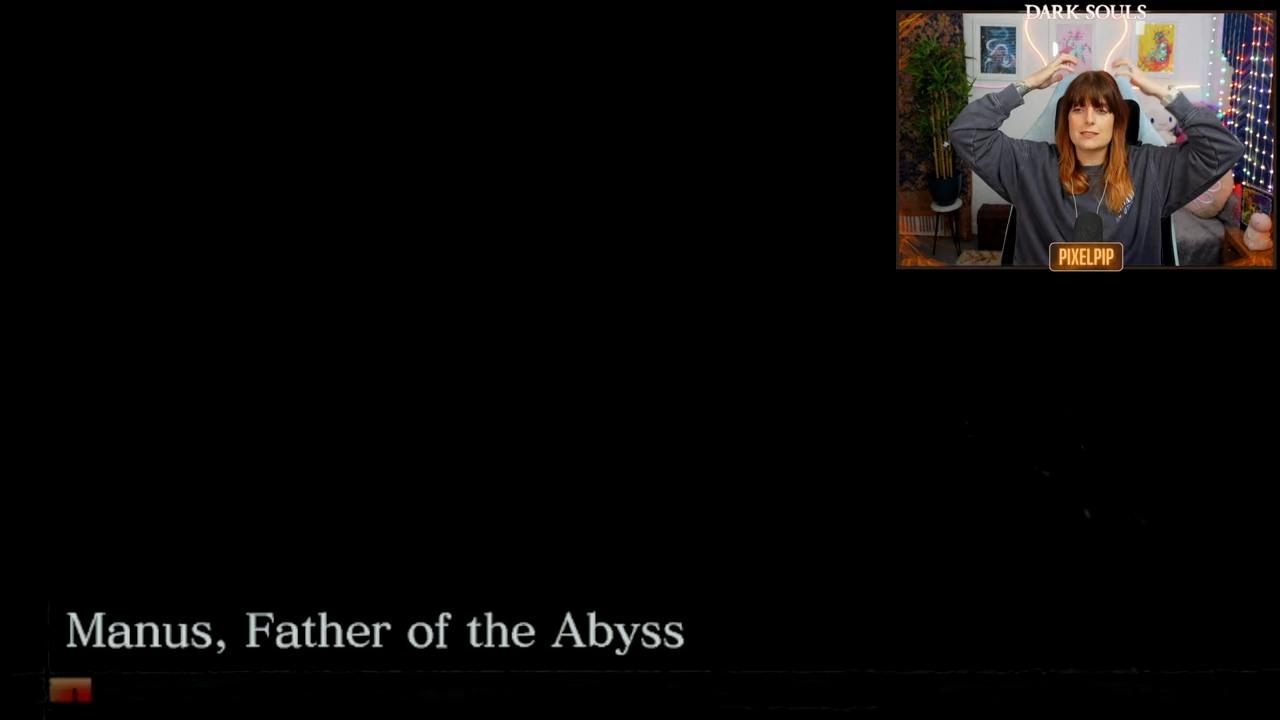 DARK SOULS
PIXELPIP
Manus, Father of the Abyss